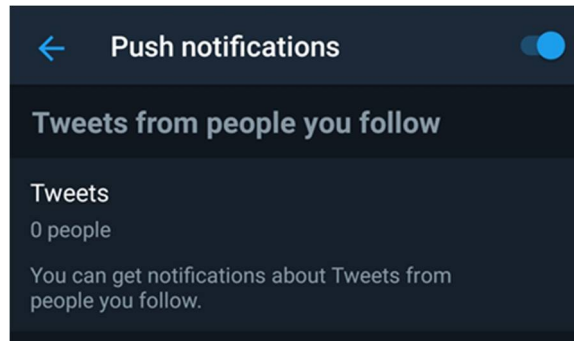 Push notifications
Tweets from people you follow
Tweets
0 people
You can get notifications about Tweets from
people you follow.